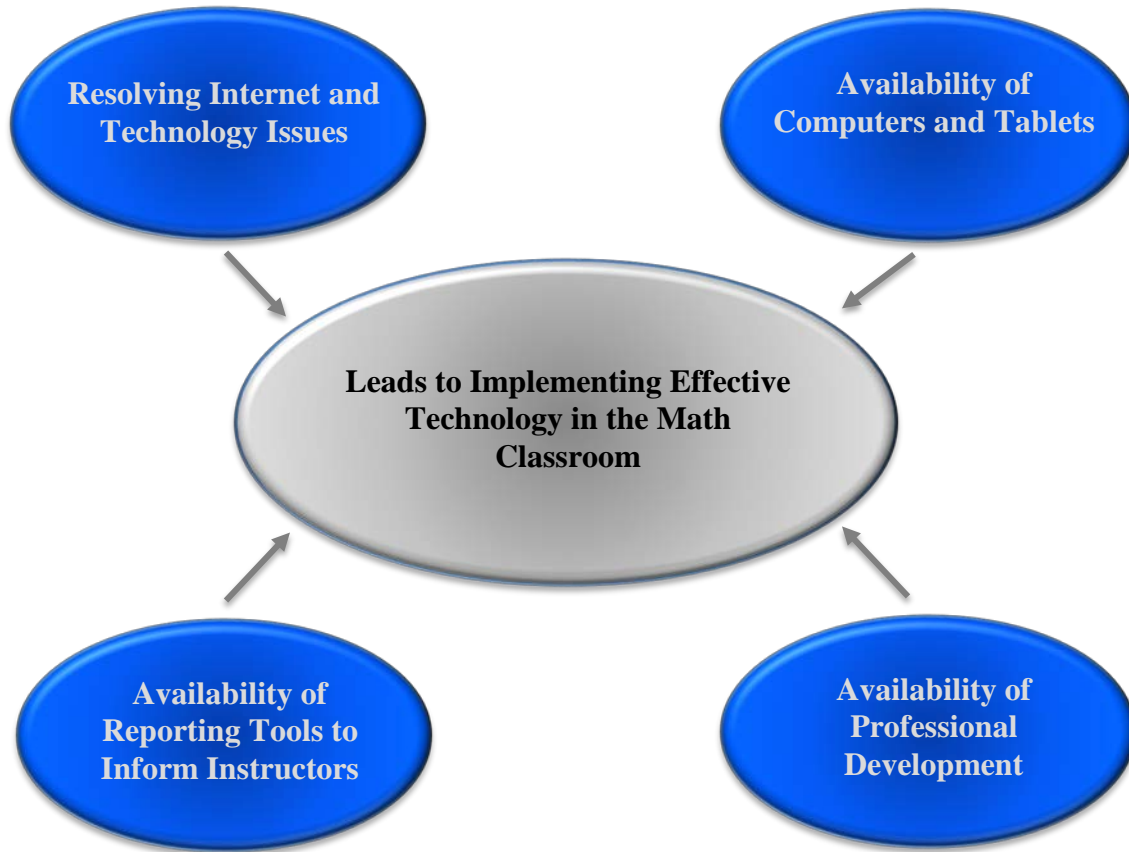 Resolving Internet and
Technology Issues
Availability of
Computers and Tablets
Leads to Implementing Effective
Technology in the Math
Classroom
Availability of
Reporting Tools to
Inform Instructors
Availability of
Professional
Development